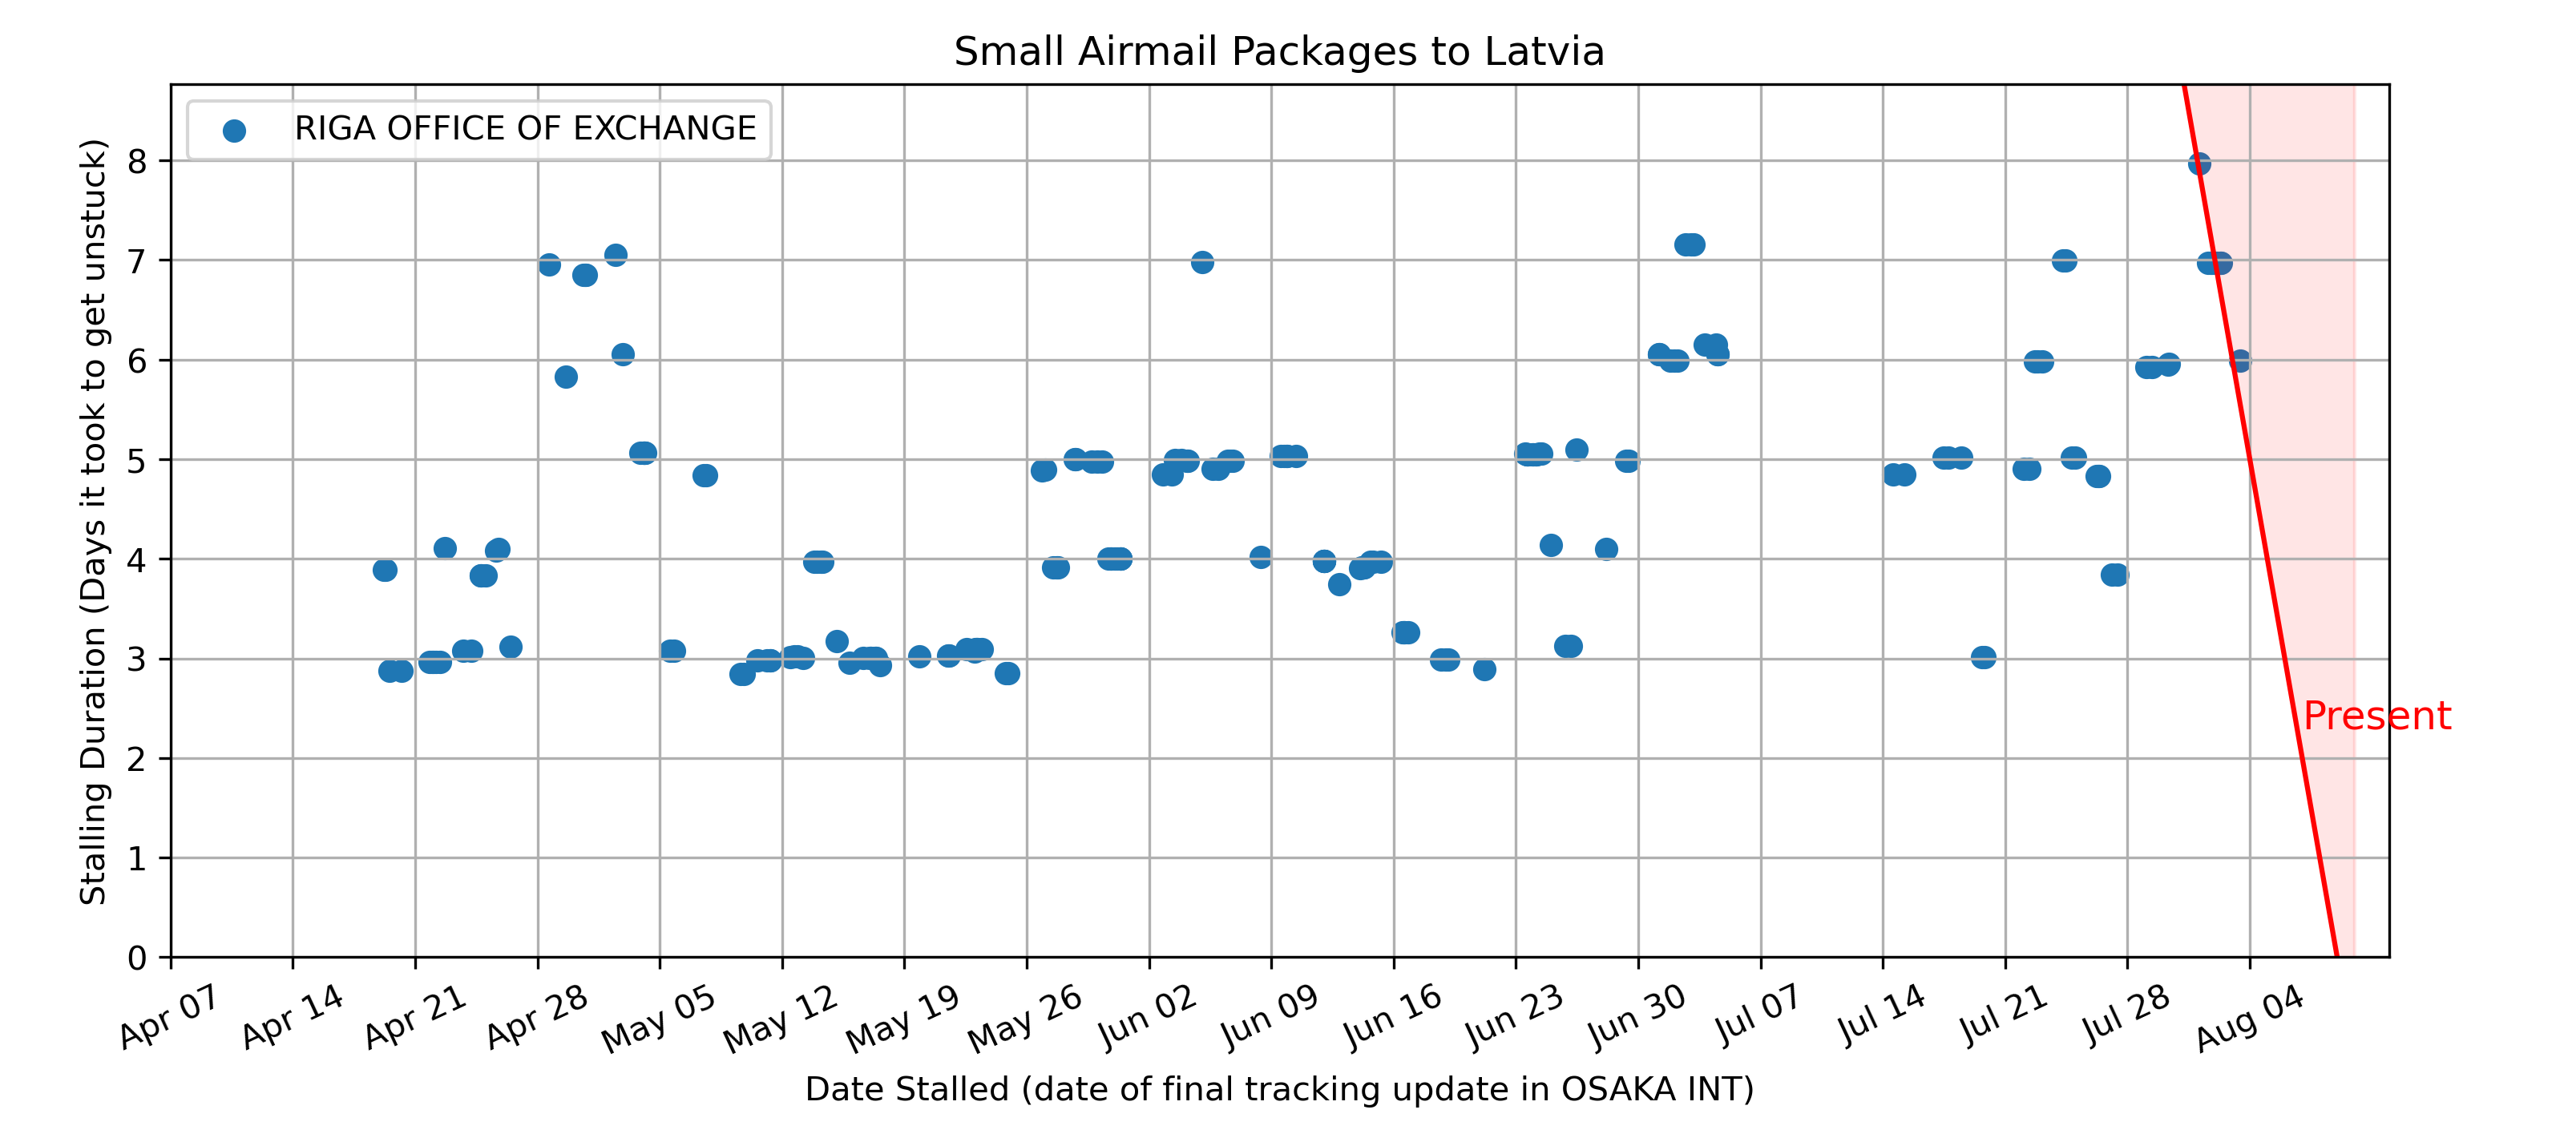 Small Airmail Packages to Latvia
RIGA OFFICE OF EXCHANGE
Stalling Duration (Days it took to get unstuck)
8
7
6
5
4
3
2
1
0
Present
Apr 07
Apr 14
Apr 21
Apr 28
May 05
May 12
May 19
May 26
Jun 02
Jun 09
Jun 16
Jun 23
Jun 30
Jul 07
Jul 14
Jul 21
Jul 28
Aug 04
Date Stalled (date of final tracking update in OSAKA INT)